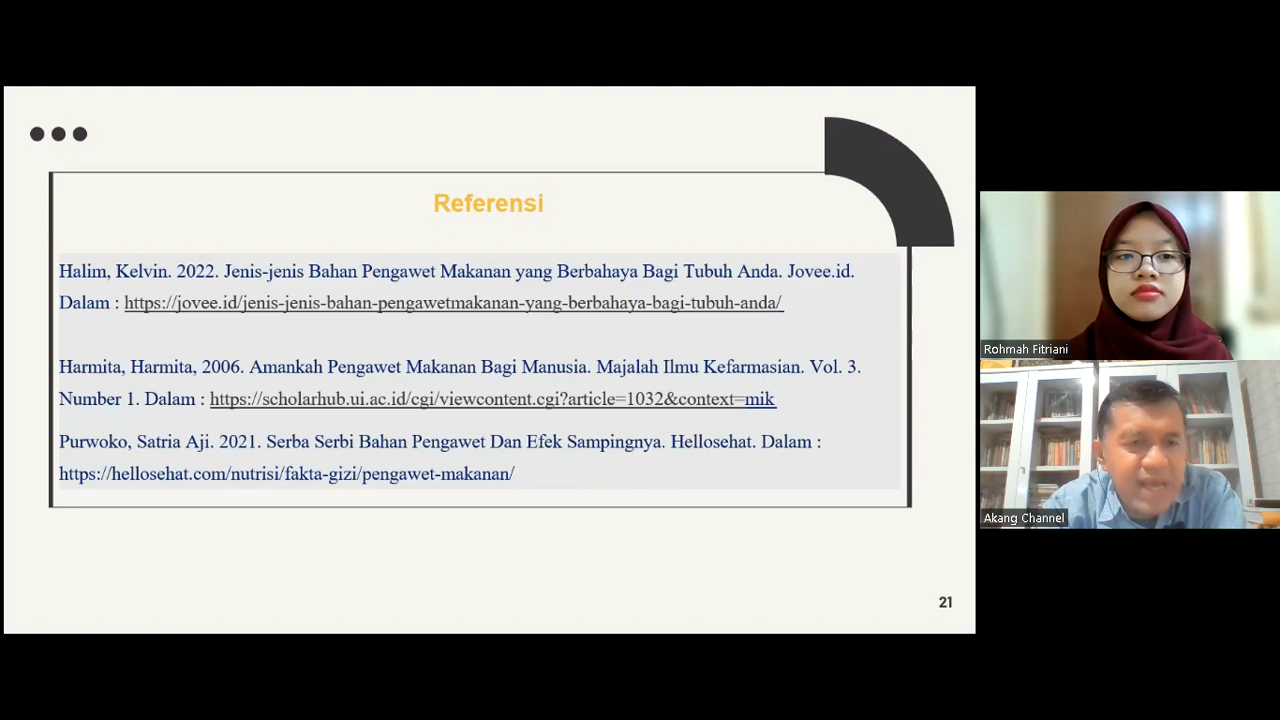 Referensi
Halim, Kelvin. 2022. Jenis-jenis Bahan Pengawet Makanan yang Berbahaya Bagi Tubuh Anda. Jovee.id.
Dalam : https://jovee.id/jenis-jenis-bahan-pengawetmakanan-yang-berbahaya-bagi-tubuh-anda/
Harmita, Harmita, 2006. Amankah Pengawet Makanan Bagi Manusia. Majalah Ilmu Kefarmasian. Vol. 3.
Number 1. Dalam : https://scholarhub.ui.ac.id/cgi/viewcontent.cgi?article=1032&context=mik
Purwoko, Satria Aji. 2021. Serba Serbi Bahan Pengawet Dan Efek Sampingnya. Hellosehat. Dalam :
https://hellosehat.com/nutrisi/fakta-gizi/pengawet-makanan/
21
Rohmah Fitriani
Akang Channel